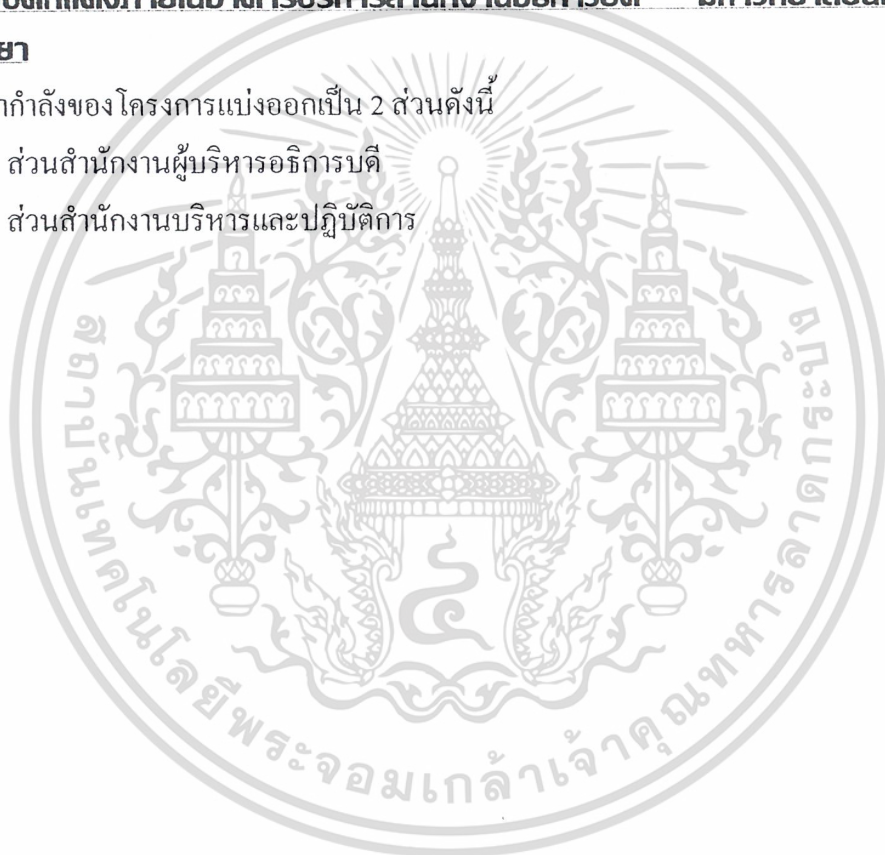 ยา
ากำลังของโครงการแบ่งออกเป็น 2 ส่วนดังนี้
ส่วนสำนักงานผู้บริหารอธิการบดี
ส่วนสำนักงานบริหารและปฏิบัติการ
สถาบันเทคโนโลยีพระจอมเกล้าเจ้าคุณทหารลาดกระบัง